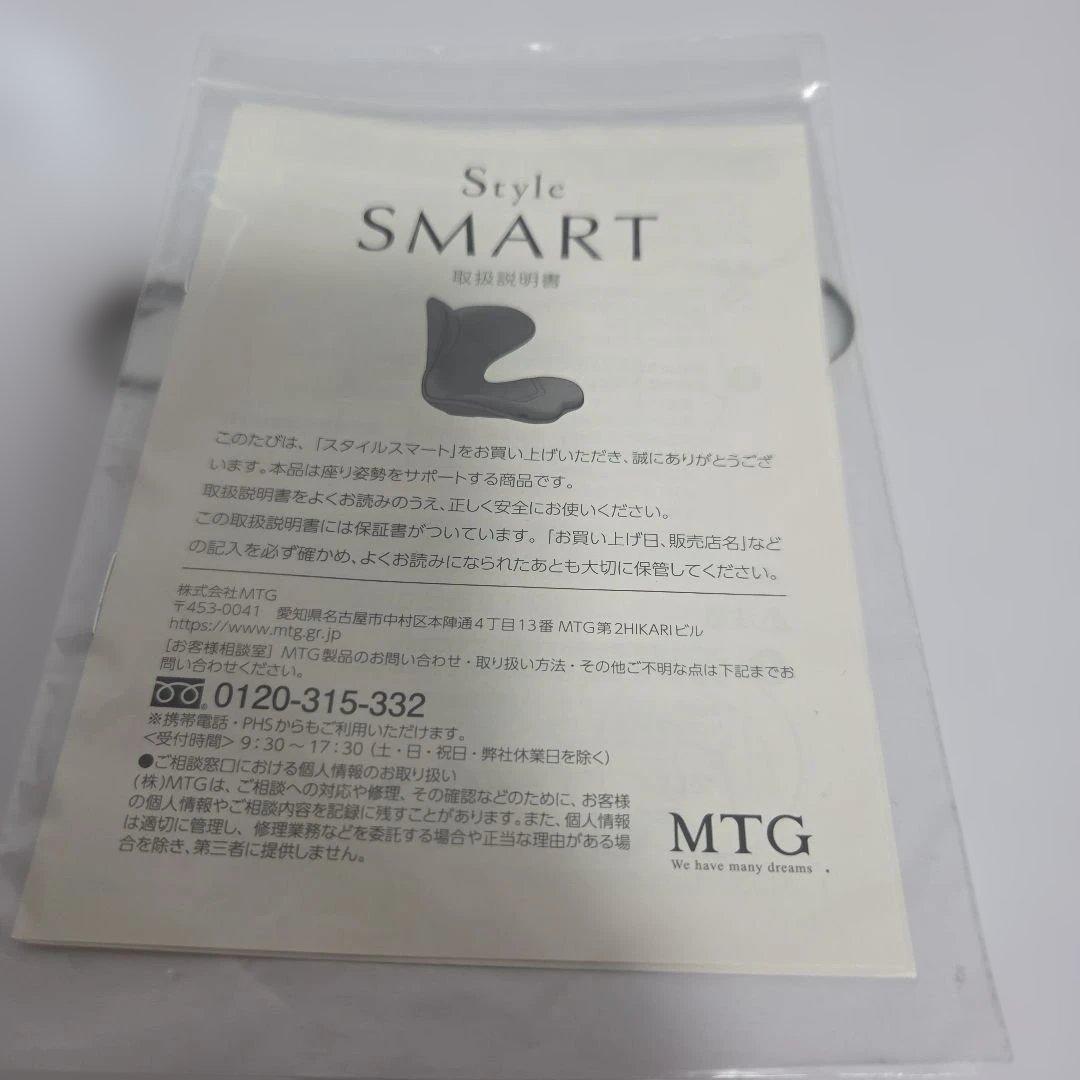 Style
SMART
取扱説明書
このたびは、「スタイルスマート」をお買い上げいただき、誠にありがとうござ
います。本品は座り姿勢をサポートする商品です。
取扱説明書をよくお読みのうえ、正しく安全にお使いください。
この取扱説明書には保証書がついています。「お買い上げ日、販売店名」など
の記入を必ず確かめ、よくお読みになられたあとも大切に保管してください。
株式会社MTG
〒453-0041 愛知県名古屋市中村区本陣通4丁目13番 MTG第2HIKARIビル
https://www.mtg.gr.jp
[お客様相談室] MTG製品のお問い合わせ・取り扱い方法・その他ご不明な点は下記までお
問い合わせください。
0120-315-332
※携帯電話・PHSからもご利用いただけます。
<受付時間> 9:30～17:30 (土・日・祝日・弊社休業日を除く)
●ご相談窓口における個人情報のお取り扱い
(株)MTGは、ご相談への対応や修理、その確認などのために、お客様
の個人情報やご相談内容を記録に残すことがあります。また、個人情報
は適切に管理し、修理業務などを委託する場合や正当な理由がある場
合を除き、第三者に提供しません。
MTG
We have many dreams.